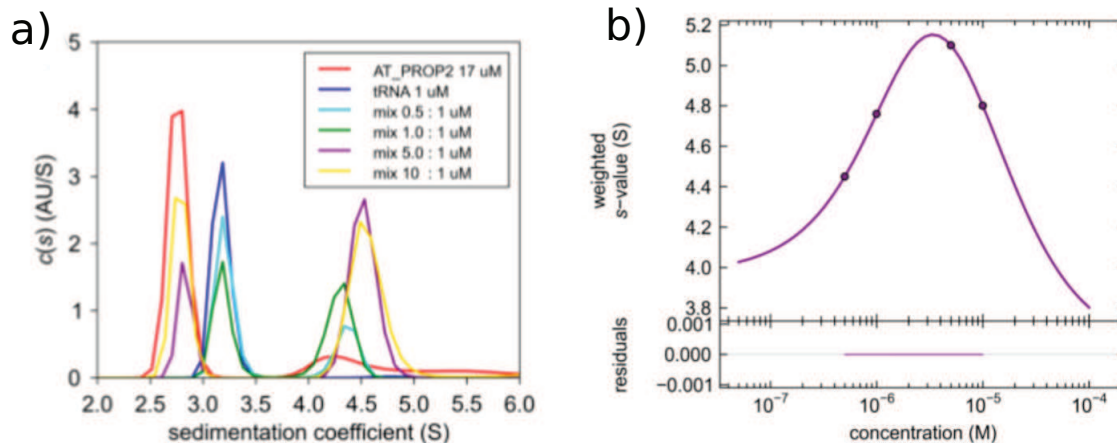 a)
5
4
3
2
1
0
c(s) (AU/S)
AT_PROP2 17 uM
tRNA 1 uM
mix 0.5 : 1 uM
mix 1.0 : 1 uM
mix 5.0 : 1 uM
mix 10 : 1 uM
2.0 2.5 3.0 3.5 4.0 4.5 5.0 5.5 6.0
sedimentation coefficient (S)
b)
5.2
5.0
4.8
4.6
4.4
4.2
4.0
3.8
weighted
s-value (S)
0.001
0.000
−0.001
residuals
10⁻⁷ 10⁻⁶ 10⁻⁵ 10⁻⁴
concentration (M)